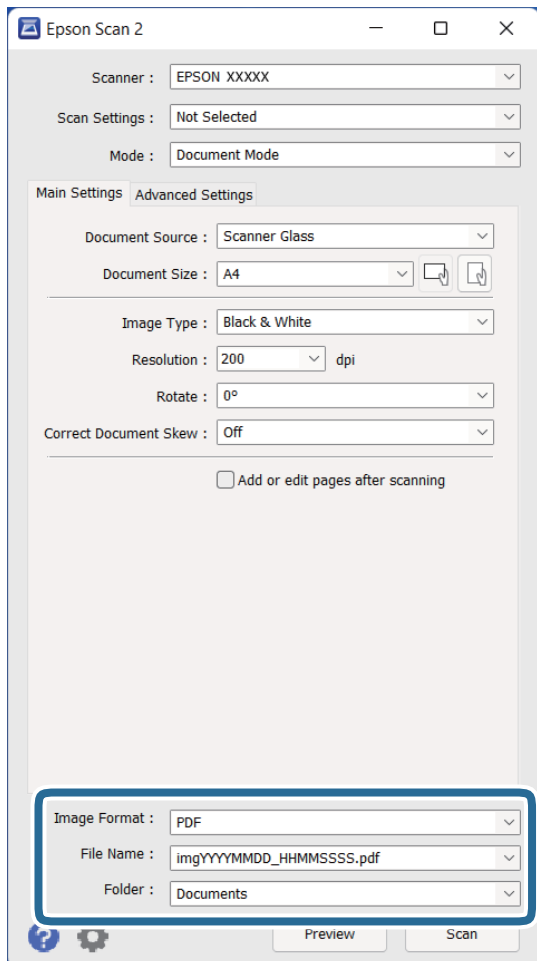 Epson Scan 2
Scanner : EPSON XXXXX
Scan Settings : Not Selected
Mode : Document Mode
Main Settings Advanced Settings
Document Source : Scanner Glass
Document Size : A4
Image Type : Black & White
Resolution : 200 dpi
Rotate : 0°
Correct Document Skew : Off
Add or edit pages after scanning
Image Format : PDF
File Name : imgYYYYMMDD_HHMMSSSS.pdf
Folder : Documents
? Preview Scan